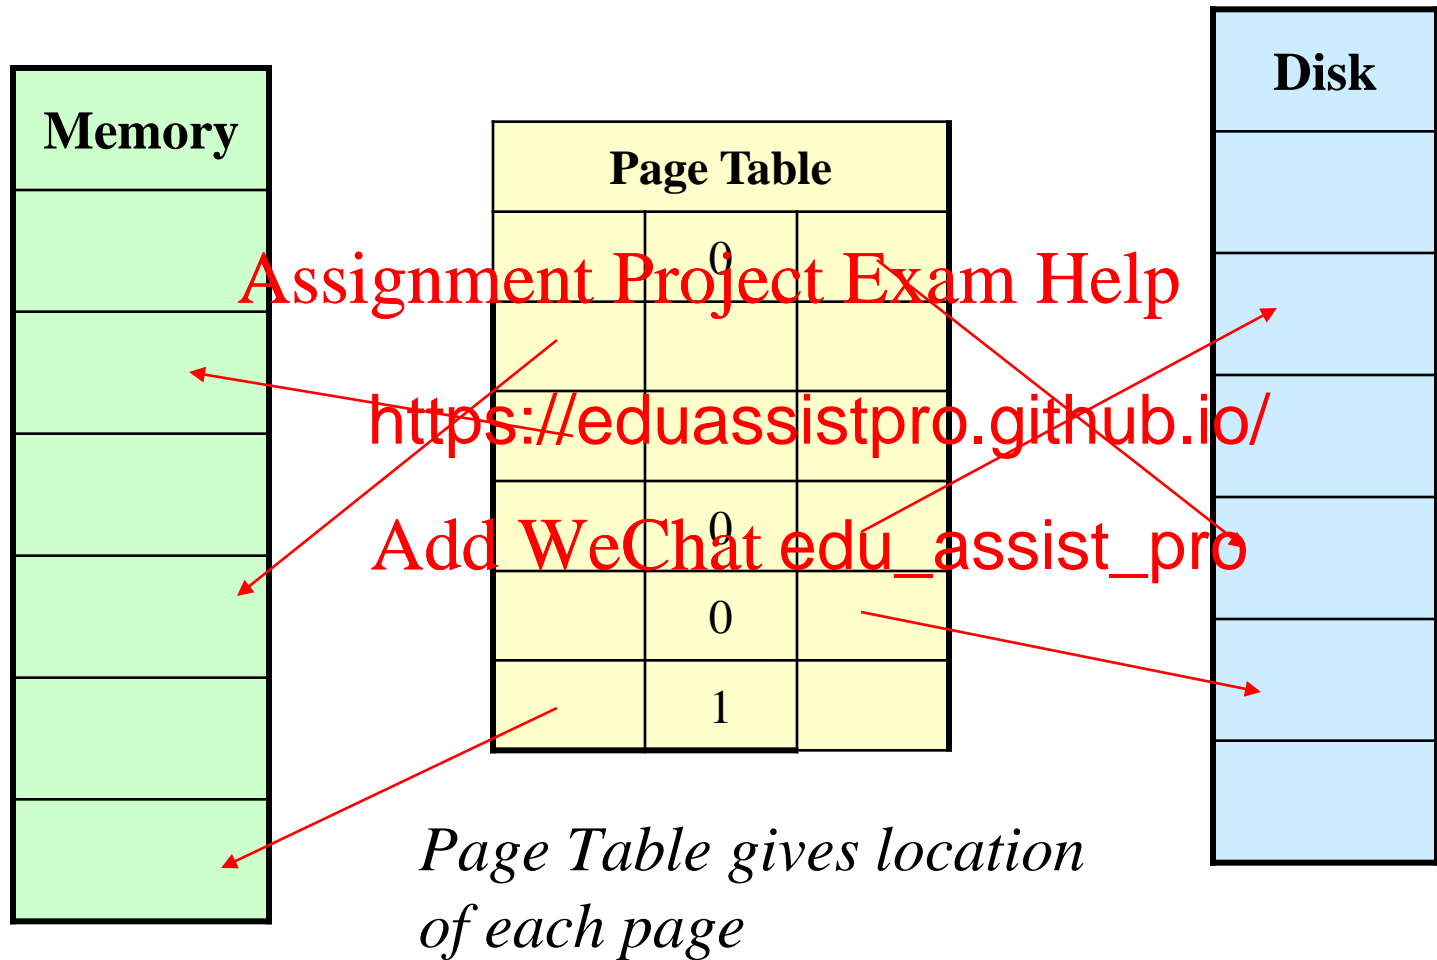 Disk
Memory
Page Table
0
Assignment Project Exam Help
https://eduassistpro.github.io/
0
Add WeChat edu_assist_pro
0
1
Page Table gives location
of each page